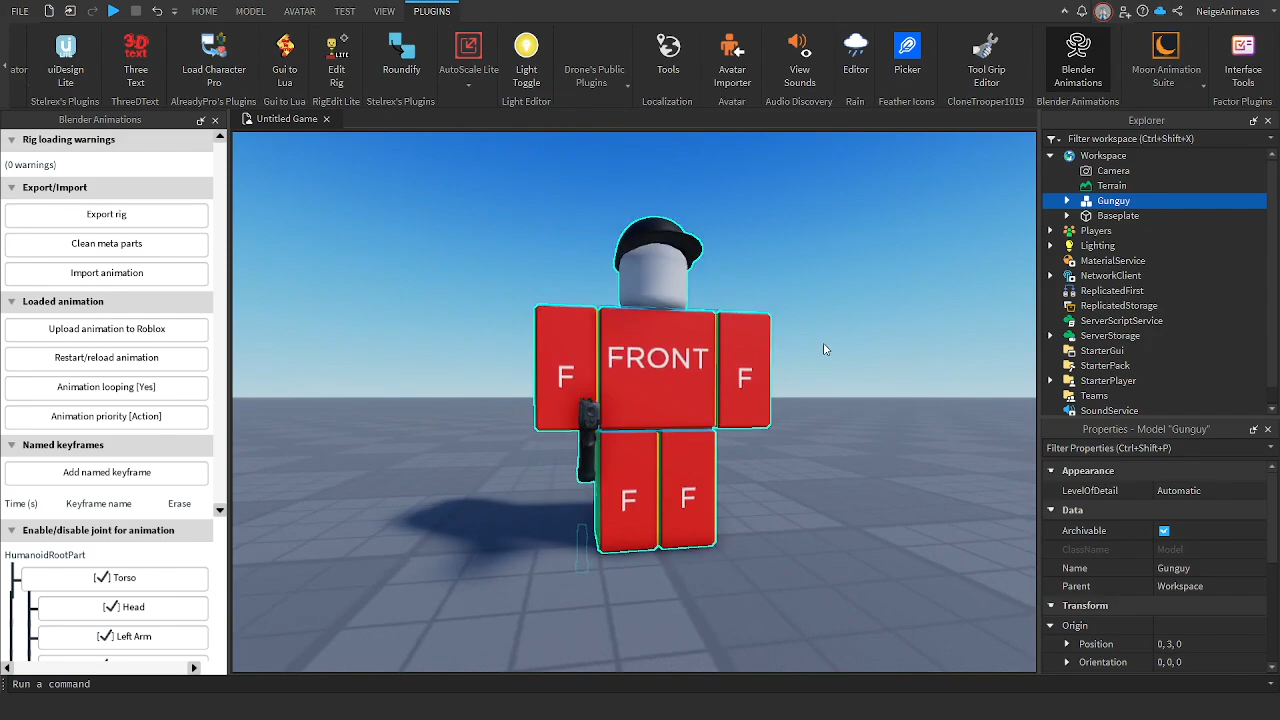 FILE HOME MODEL AVATAR TEST VIEW PLUGINS NeigeAnimates
ator uiDesign Lite Three Text Load Character Pro Gui to Lua Edit Rig Roundify Auto Scale Lite Light Toggle Drone's Public Plugins Tools Avatar Importer View Sounds Editor Picker Tool Grip Editor Blender Animations Moon Animation Suite Interface Tools
Stelrex's Plugins ThreeDText AlreadyPro's Plugins Gui to Lua RigEdit Lite Stelrex's Plugins Light Editor Localization Avatar Audio Discovery Rain Feather Icons CloneTrooper1019 Blender Animations Factor Plugins
Blender Animations
Rig loading warnings
(0 warnings)
Export/Import
Export rig
Clean meta parts
Import animation
Loaded animation
Upload animation to Roblox
Restart/reload animation
Animation looping [Yes]
Animation priority [Action]
Named keyframes
Add named keyframe
Time (s) Keyframe name Erase
Enable/disable joint for animation
HumanoidRootPart
[✓] Torso
[✓] Head
[✓] Left Arm
Untitled Game
F FRONT F
F F
Explorer
Filter workspace (Ctrl+Shift+X)
Workspace
Camera
Terrain
Gunguy
Baseplate
Players
Lighting
MaterialService
NetworkClient
ReplicatedFirst
ReplicatedStorage
ServerScriptService
ServerStorage
StarterGui
StarterPack
StarterPlayer
Teams
SoundService
Properties - Model "Gunguy"
Filter Properties (Ctrl+Shift+P)
Appearance
LevelOfDetail Automatic
Data
Archivable
ClassName Model
Name Gunguy
Parent Workspace
Transform
Origin
Position 0, 3, 0
Orientation 0, 0, 0
Run a command